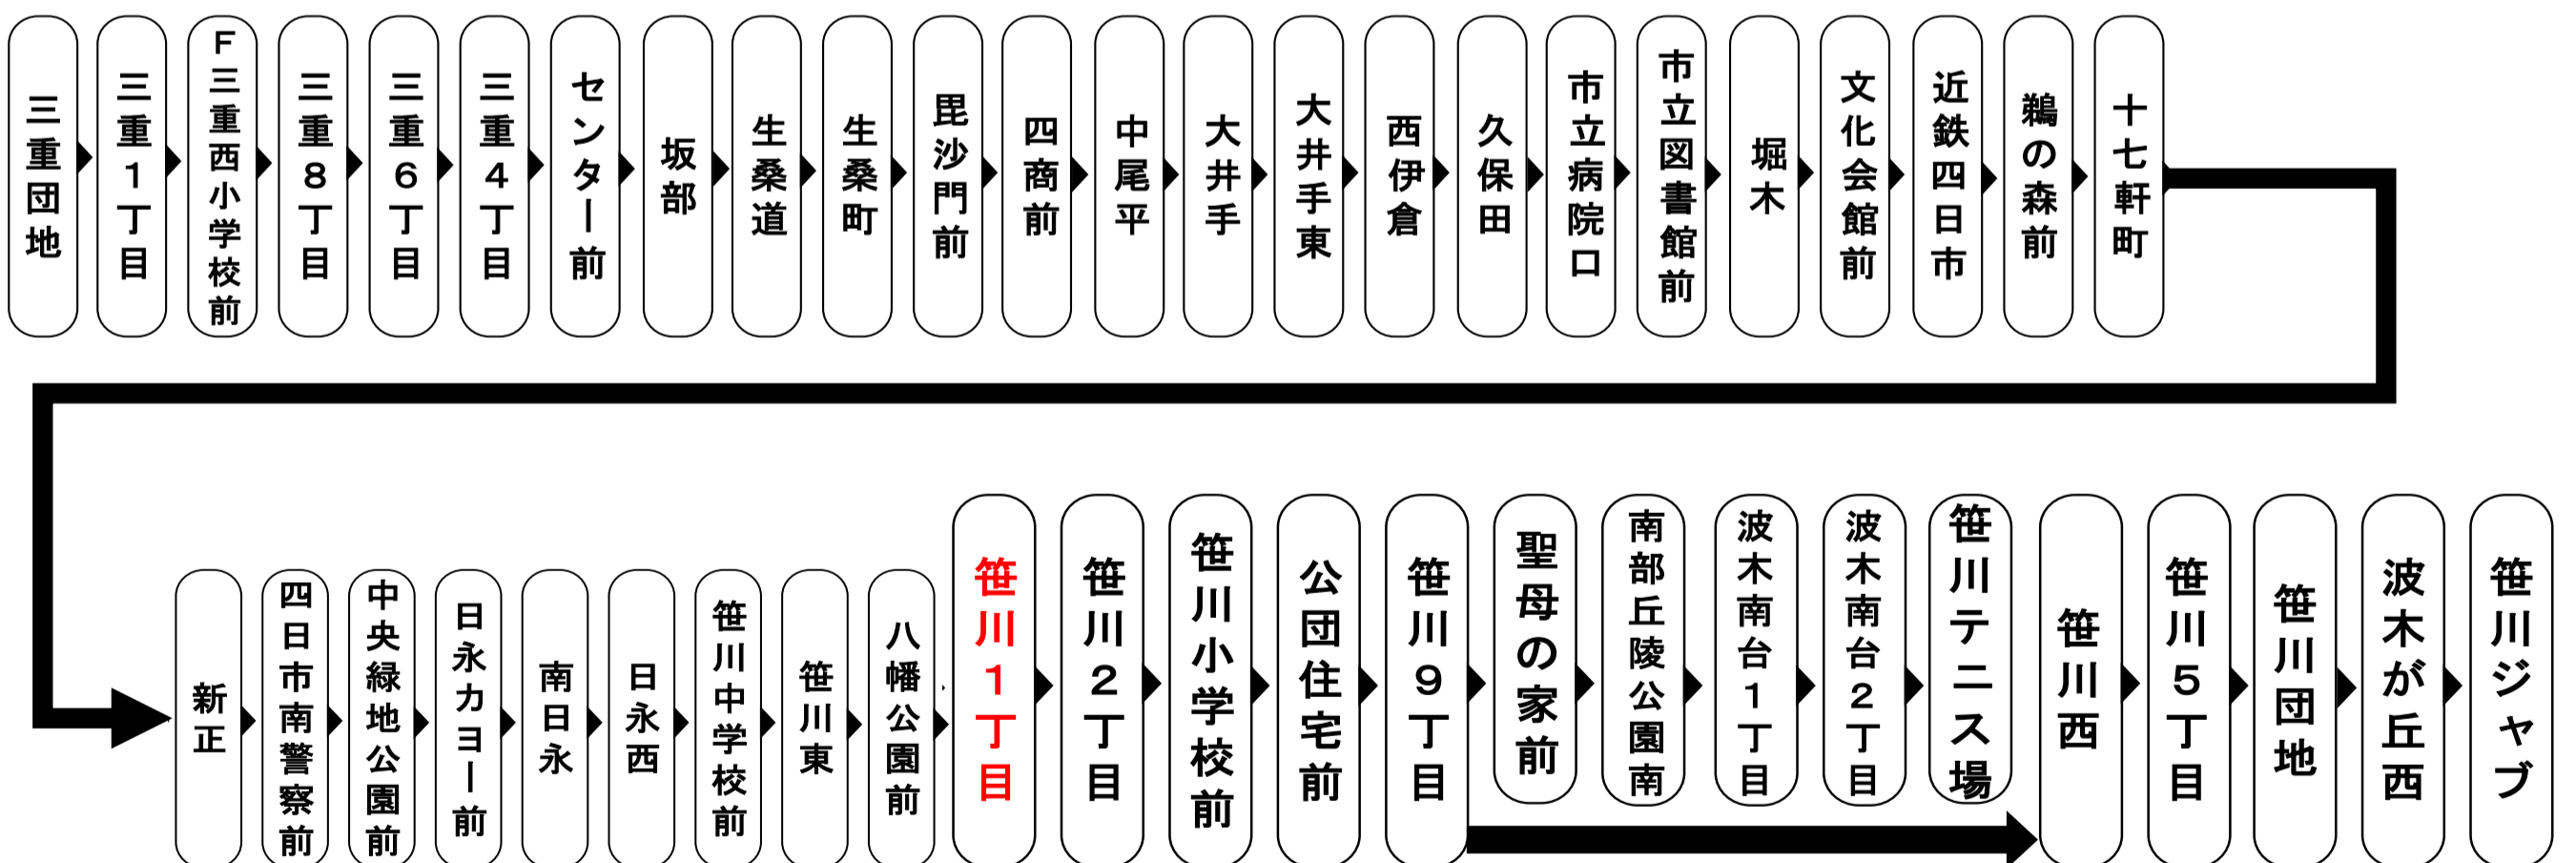 三重団地
三重１丁目
Ｆ三重西小学校前
三重８丁目
三重６丁目
三重４丁目
センター前
坂部
生桑道
生桑町
毘沙門前
四商前
中尾平
大井手
大井手東
西伊倉
久保田
市立病院口
市立図書館前
堀木
文化会館前
近鉄四日市
鵜の森前
十七軒町
新正
四日市南警察前
中央緑地公園前
日永カヨー前
南日永
日永西
笹川中学校前
笹川東
八幡公園前
笹川１丁目
笹川２丁目
笹川小学校前
公団住宅前
笹川９丁目
聖母の家前
南部丘陵公園南
波木南台１丁目
波木南台２丁目
笹川テニス場
笹川西
笹川５丁目
笹川団地
波木が丘西
笹川ジャブ